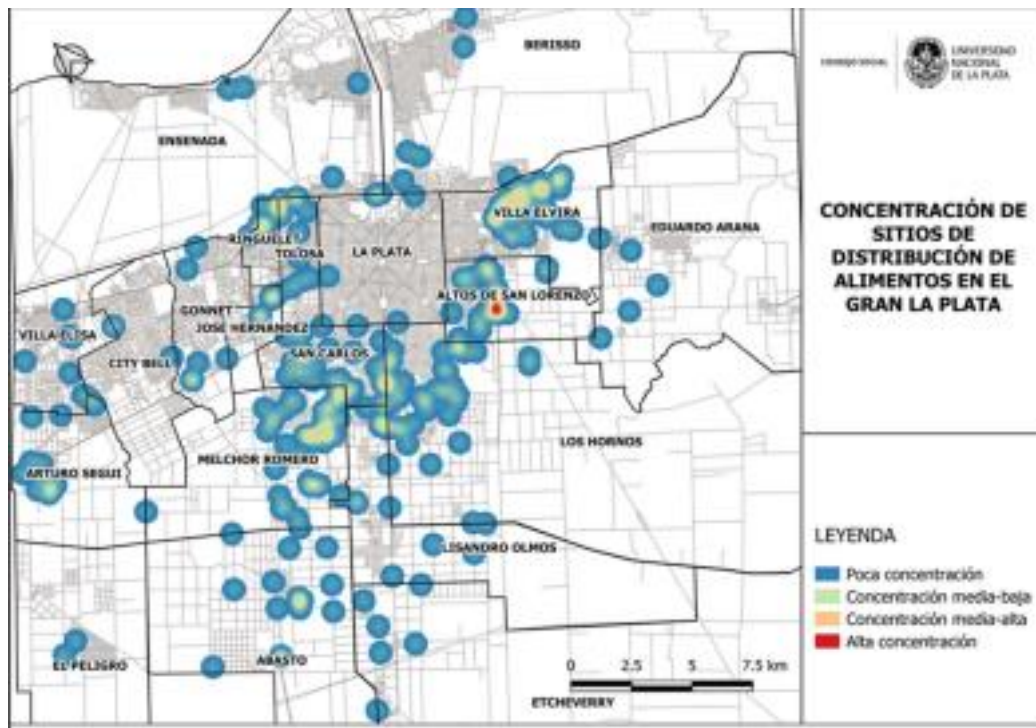 BERISSO
ENSENADA
VILLA ELVIRA
EDUARDO ARANA
RINGUELET
LA PLATA
TOLOSA
ALTOS DE SAN LORENZO
GONNET
JOSE HERNANDEZ
VILLA ELISA
CITY BELL
SAN CARLOS
LOS HORNOS
MELCHOR ROMERO
ARTURO SEGUI
LISANDRO OLMOS
EL PELIGRO
ABASTO
ETCHEVERRY
0 2.5 5 7.5 km
CONSEJO SOCIAL
UNIVERSIDAD
NACIONAL
DE LA PLATA
CONCENTRACIÓN DE
SITIOS DE
DISTRIBUCIÓN DE
ALIMENTOS EN EL
GRAN LA PLATA
LEYENDA
Poca concentración
Concentración media-baja
Concentración media-alta
Alta concentración